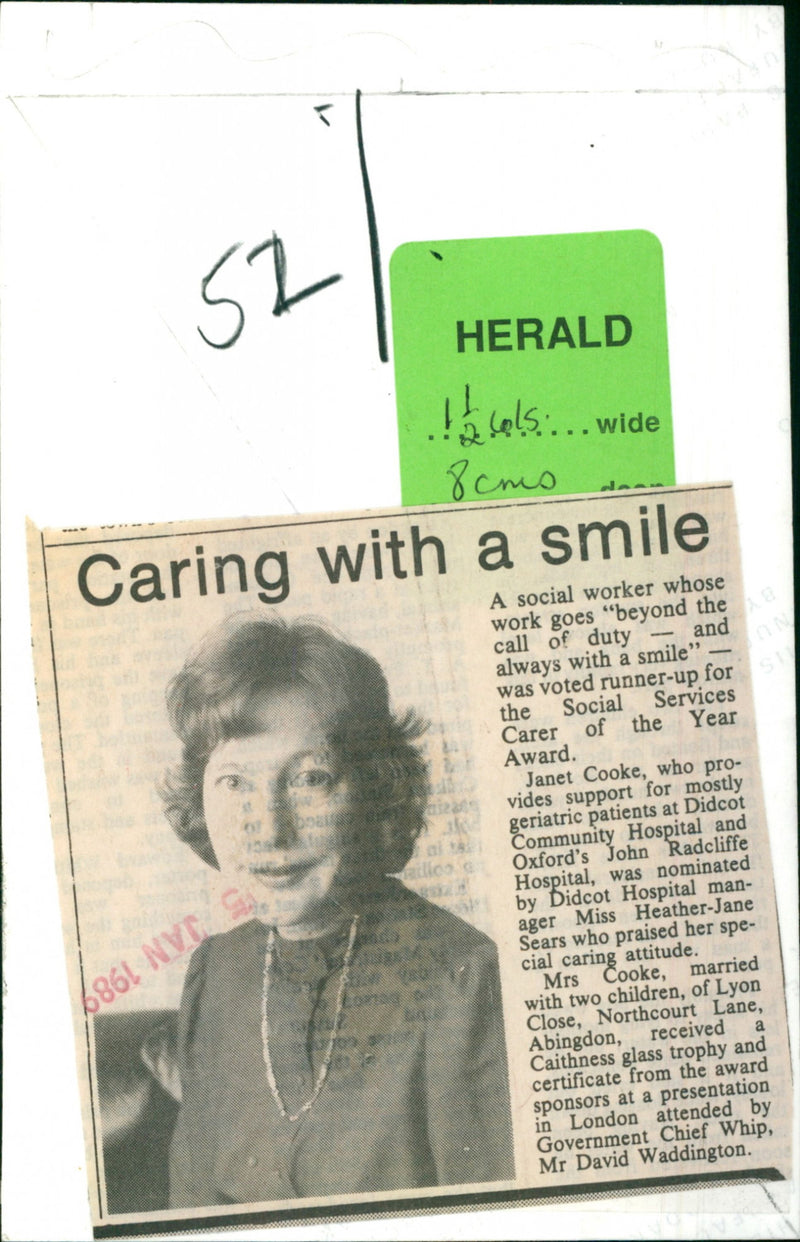 52
HERALD
1 1/2 cols. wide
8 cms
Caring with a smile
A social worker whose
work goes "beyond the
call of duty — and
always with a smile" —
was voted runner-up for
the Social Services
Carer of the Year
Award.
Janet Cooke, who pro-
vides support for mostly
geriatric patients at Didcot
Community Hospital and
Oxford's John Radcliffe
Hospital, was nominated
by Didcot Hospital man-
ager Miss Heather-Jane
Sears who praised her spe-
cial caring attitude.
Mrs Cooke, married
with two children, of Lyon
Close, Northcourt Lane,
Abingdon, received a
Caithness glass trophy and
certificate from the award
sponsors at a presentation
in London attended by
Government Chief Whip,
Mr David Waddington.
JAN 1989